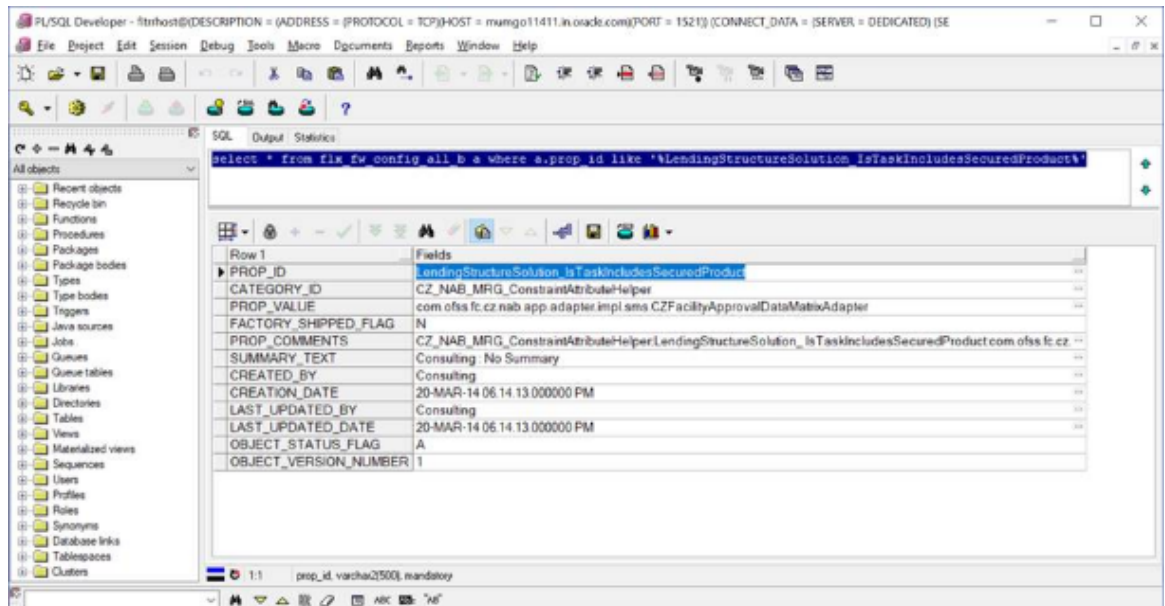 PL/SQL Developer - fitrrhost@(DESCRIPTION = (ADDRESS = (PROTOCOL = TCP)(HOST = mumgo11411.in.oracle.com)(PORT = 1521)) (CONNECT_DATA = (SERVER = DEDICATED) (SE
File Project Edit Session Debug Tools Macro Documents Reports Window Help
SQL Output Statistics
All objects
select * from flx_fw_config_all_b a where a.prop_id like '%LendingStructureSolution_IsTaskIncludesSecuredProduct%'
Recent objects
Recycle bin
Functions
Procedures
Packages
Package bodies
Types
Type bodies
Triggers
Java sources
Jobs
Queues
Queue tables
Libraries
Directories
Tables
Views
Materialized views
Sequences
Users
Profiles
Roles
Synonyms
Database links
Tablespaces
Clusters
Row 1 Fields
PROP_ID LendingStructureSolution_IsTaskIncludesSecuredProduct
CATEGORY_ID CZ_NAB_MRG_ConstraintAttributeHelper
PROP_VALUE com.ofss.fc.cz.nab.app.adapter.impl.sms.CZFacilityApprovalDataMatrixAdapter
FACTORY_SHIPPED_FLAG N
PROP_COMMENTS CZ_NAB_MRG_ConstraintAttributeHelper.LendingStructureSolution_ IsTaskIncludesSecuredProduct:com.ofss.fc.cz.
SUMMARY_TEXT Consulting : No Summary
CREATED_BY Consulting
CREATION_DATE 20-MAR-14 06.14.13.000000 PM
LAST_UPDATED_BY Consulting
LAST_UPDATED_DATE 20-MAR-14 06.14.13.000000 PM
OBJECT_STATUS_FLAG A
OBJECT_VERSION_NUMBER 1
1:1 prop_id, varchar2(500), mandatory
ABC "AB"